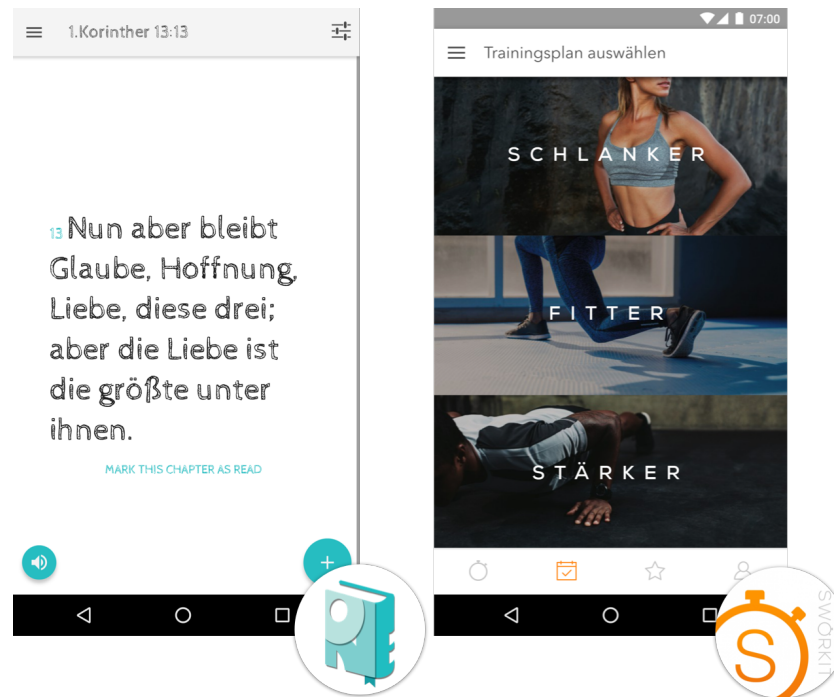 1.Korinther 13:13
13 Nun aber bleibt
Glaube, Hoffnung,
Liebe, diese drei;
aber die Liebe ist
die größte unter
ihnen.
MARK THIS CHAPTER AS READ
07:00
Trainingsplan auswählen
SCHLANKER
FITTER
STÄRKER
S
SWORKIT